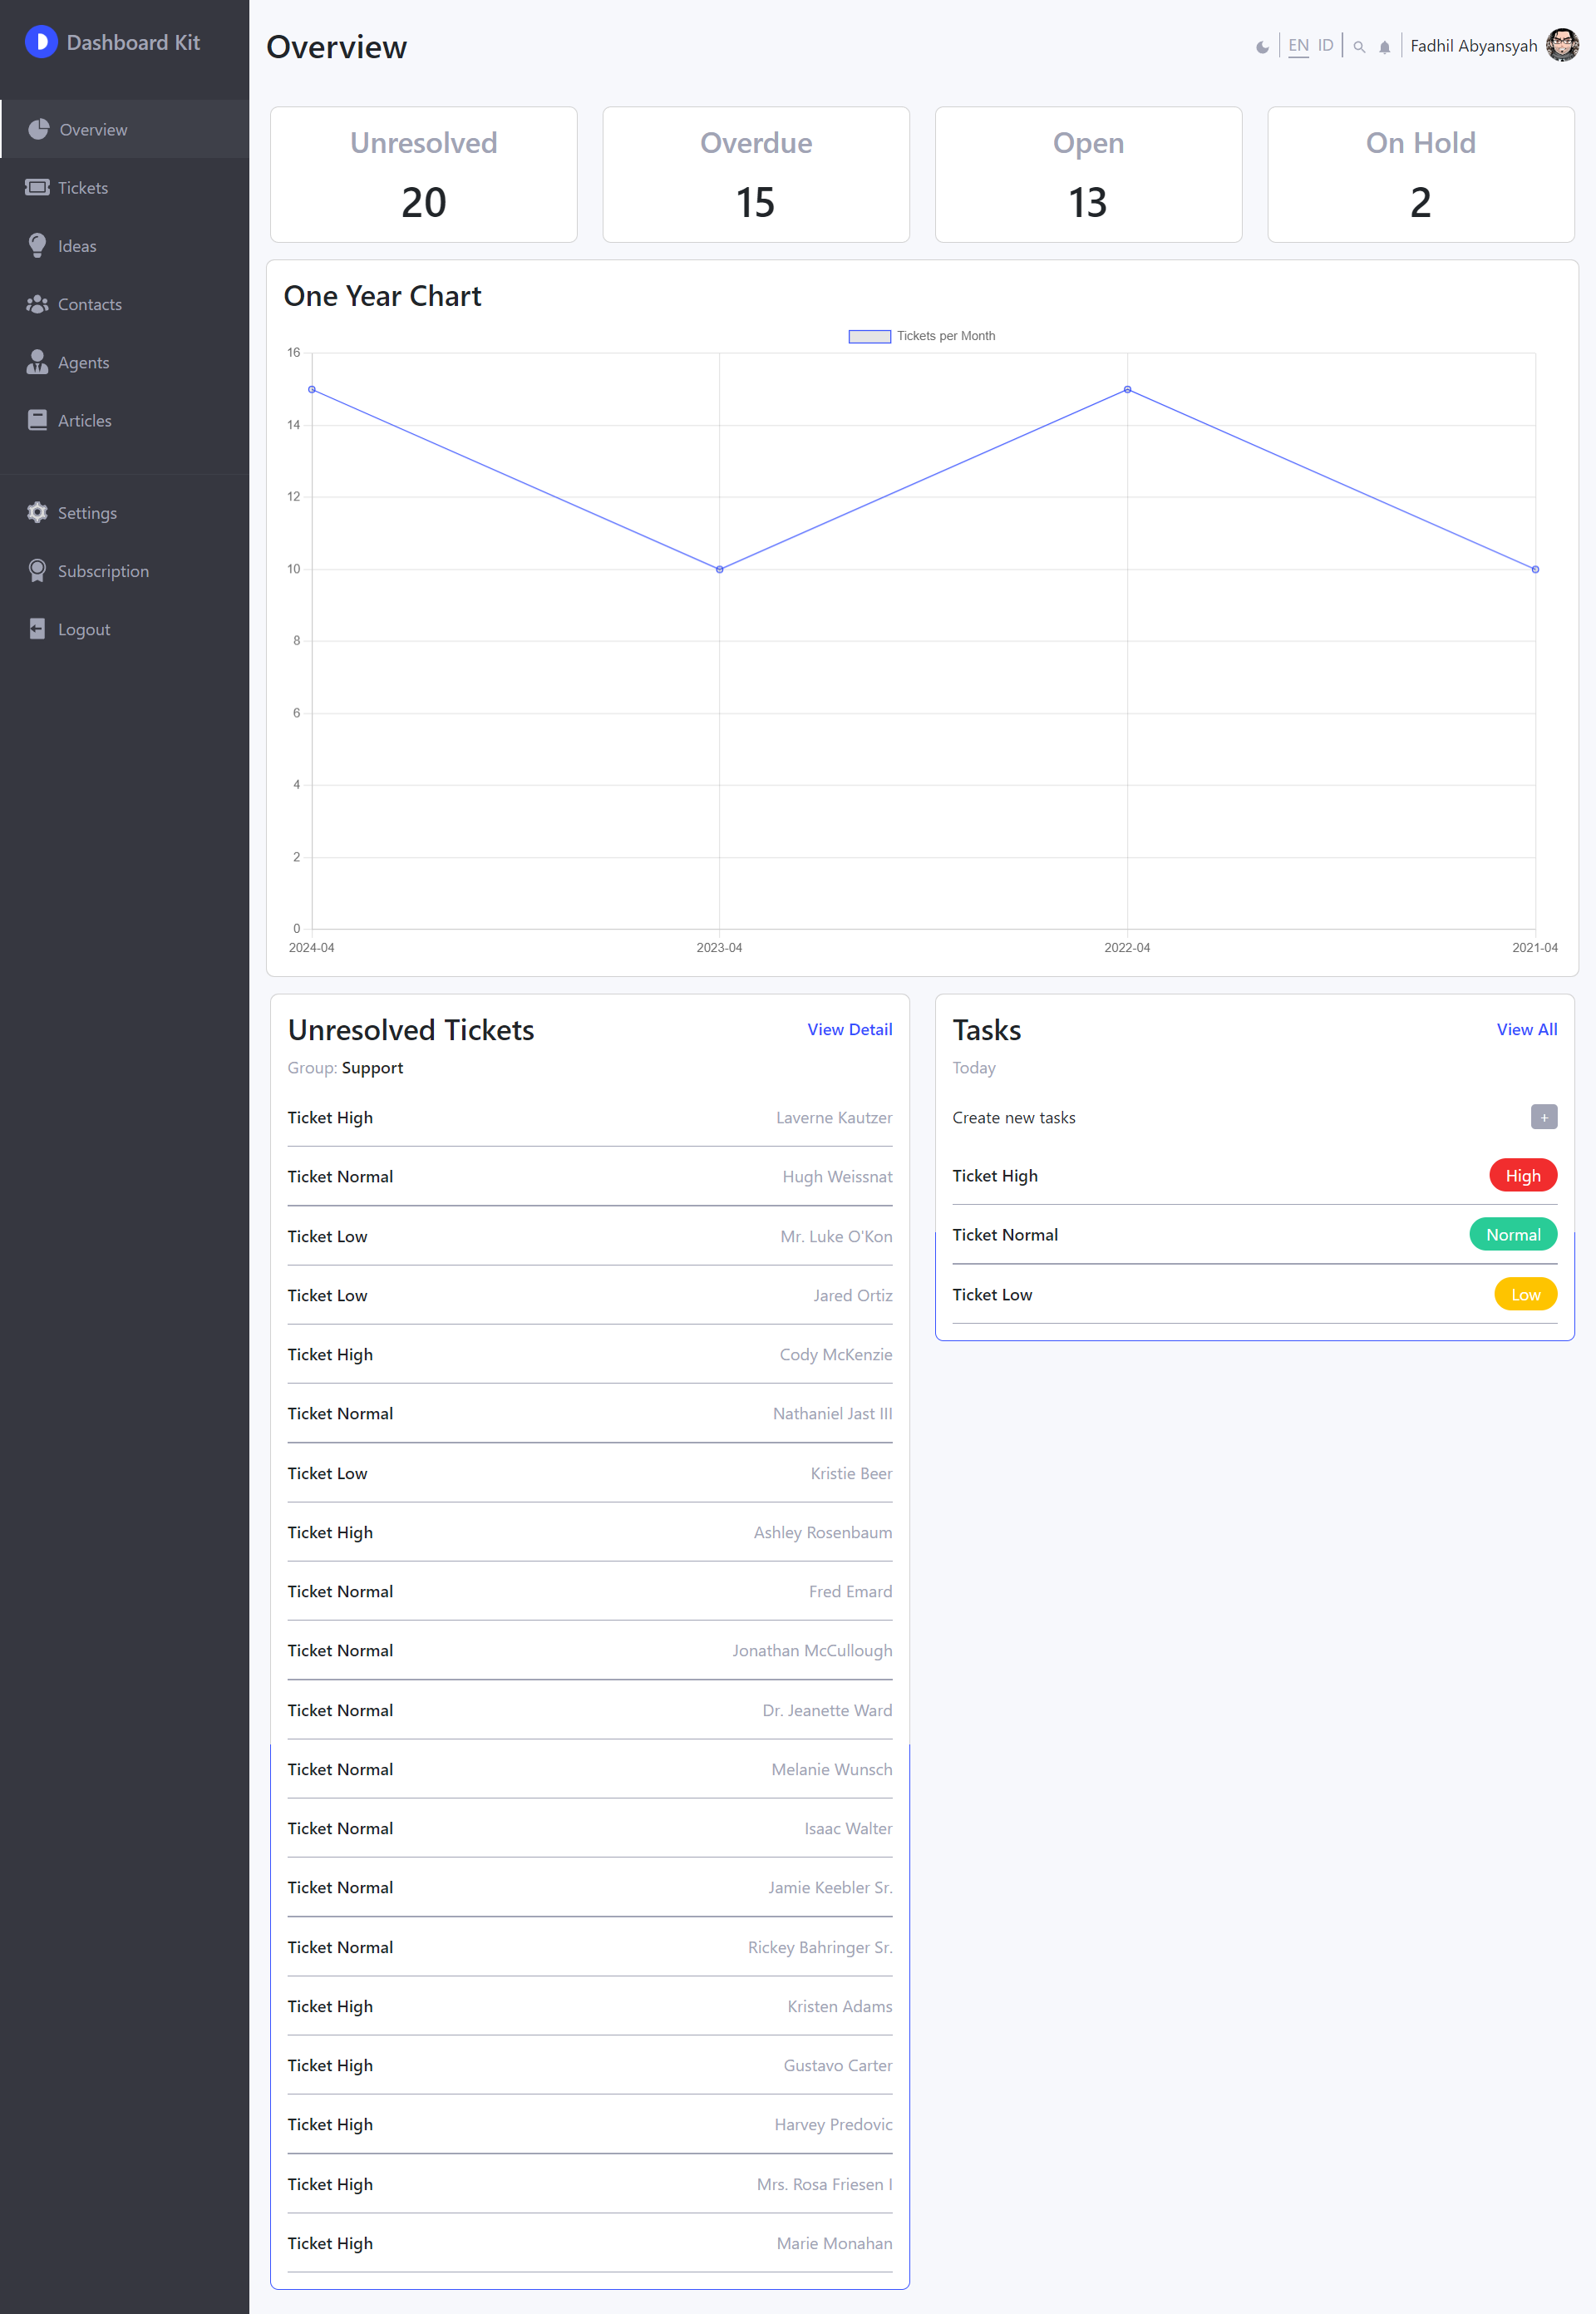 Dashboard Kit
Overview
Tickets
Ideas
Contacts
Agents
Articles
Settings
Subscription
Logout
Overview
EN ID
Fadhil Abyansyah
Unresolved
20
Overdue
15
Open
13
On Hold
2
One Year Chart
Tickets per Month
16
14
12
10
8
6
4
2
0
2024-04 2023-04 2022-04 2021-04
Unresolved Tickets View Detail
Group: Support
Ticket High Laverne Kautzer
Ticket Normal Hugh Weissnat
Ticket Low Mr. Luke O'Kon
Ticket Low Jared Ortiz
Ticket High Cody McKenzie
Ticket Normal Nathaniel Jast III
Ticket Low Kristie Beer
Ticket High Ashley Rosenbaum
Ticket Normal Fred Emard
Ticket Normal Jonathan McCullough
Ticket Normal Dr. Jeanette Ward
Ticket Normal Melanie Wunsch
Ticket Normal Isaac Walter
Ticket Normal Jamie Keebler Sr.
Ticket Normal Rickey Bahringer Sr.
Ticket High Kristen Adams
Ticket High Gustavo Carter
Ticket High Harvey Predovic
Ticket High Mrs. Rosa Friesen I
Ticket High Marie Monahan
Tasks View All
Today
Create new tasks +
Ticket High High
Ticket Normal Normal
Ticket Low Low